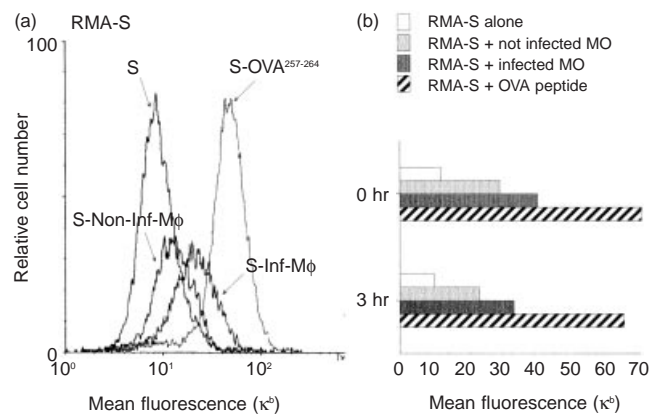 (a)
RMA-S
100
S
S-OVA²⁵⁷⁻²⁶⁴
S-Non-Inf-Mϕ
S-Inf-Mϕ
Relative cell number
0
10⁰ 10¹ 10²
Mean fluorescence (κᵇ)
(b)
RMA-S alone
RMA-S + not infected MO
RMA-S + infected MO
RMA-S + OVA peptide
0 hr
3 hr
0 10 20 30 40 50 60 70
Mean fluorescence (κᵇ)